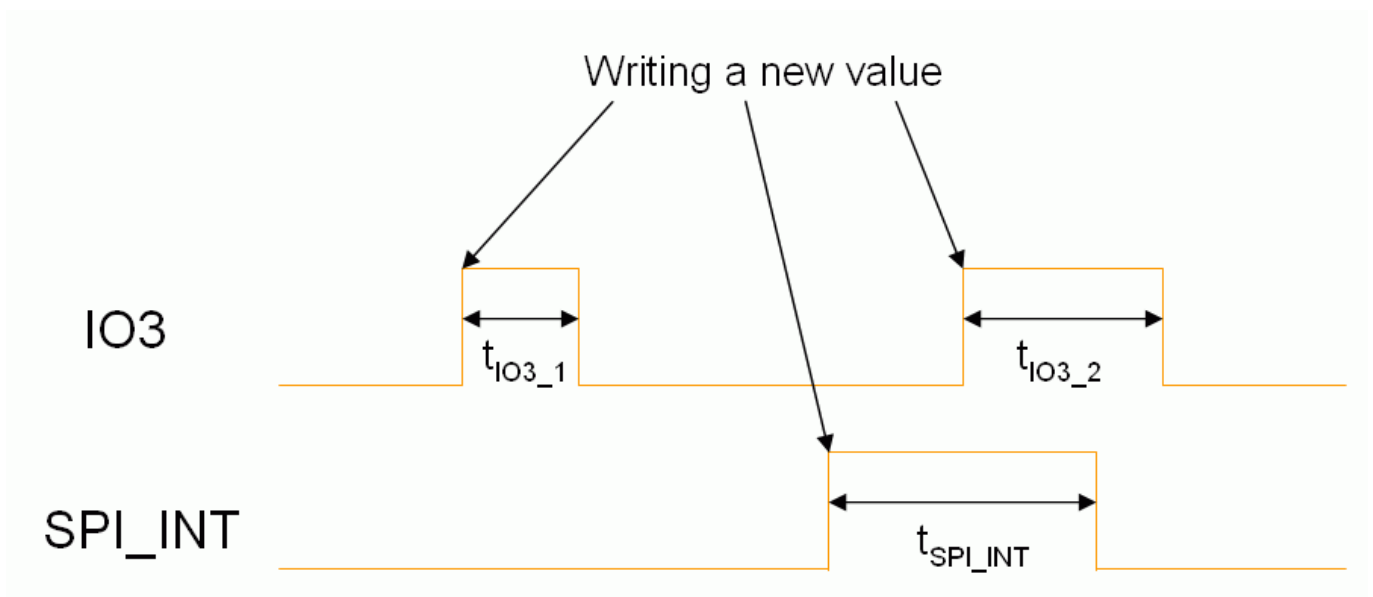 Writing a new value
IO3
tIO3_1
tIO3_2
SPI_INT
tSPI_INT